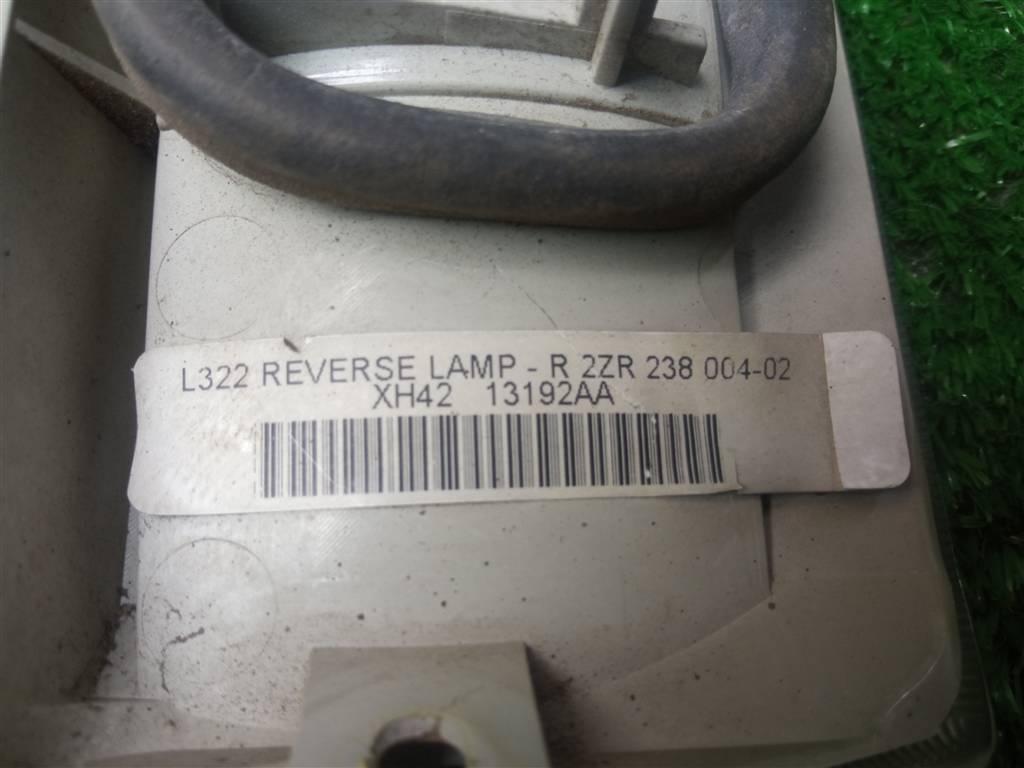 L322 REVERSE LAMP - R 2ZR 238 004-02
XH42 13192AA